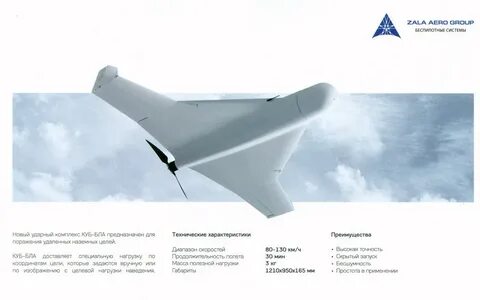 ZALA AERO GROUP
БЕСПИЛОТНЫЕ СИСТЕМЫ
Новый ударный комплекс КУБ-БЛА предназначен для
поражения удаленных наземных целей.
КУБ-БЛА доставляет специальную нагрузку по
координатам цели, которые задаются вручную или
по изображению с целевой нагрузки наведения.
Технические характеристики
Диапазон скоростей 80-130 км/ч
Продолжительность полета 30 мин
Масса полезной нагрузки 3 кг
Габариты 1210х950х165 мм
Преимущества
• Высокая точность
• Скрытый запуск
• Бесшумность
• Простота в применении